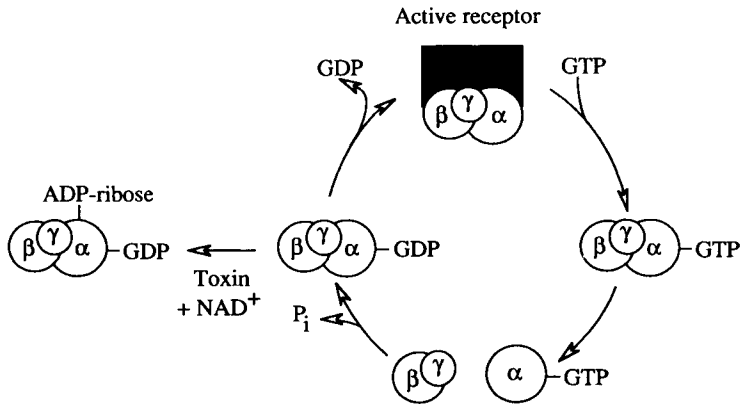 Active receptor
GDP
GTP
β γ α
ADP-ribose
β γ α GDP
Toxin
+ NAD+
β γ α GDP
β γ α GTP
Pi
β γ
α GTP